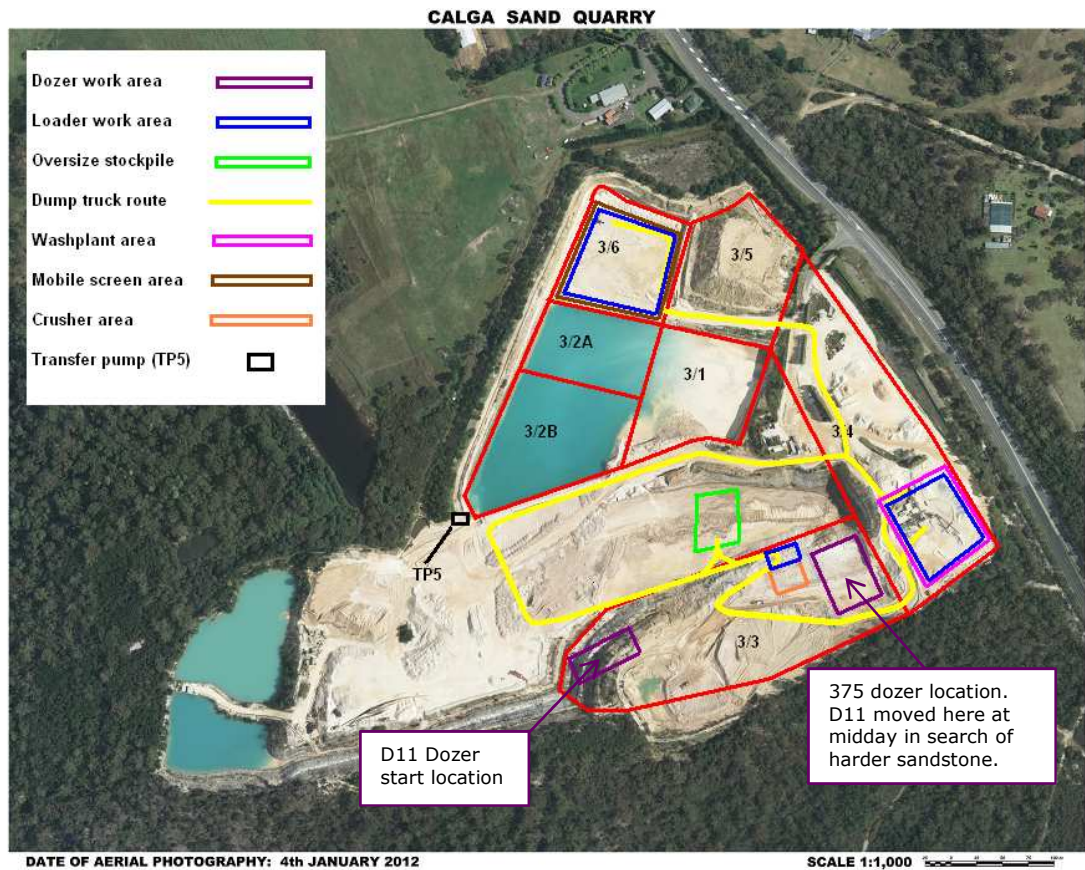 CALGA SAND QUARRY
Dozer work area
Loader work area
Oversize stockpile
Dump truck route
Washplant area
Mobile screen area
Crusher area
Transfer pump (TP5)
3/6
3/5
3/2A
3/1
3/2B
3/4
TP5
3/3
D11 Dozer
start location
375 dozer location.
D11 moved here at
midday in search of
harder sandstone.
DATE OF AERIAL PHOTOGRAPHY: 4th JANUARY 2012
SCALE 1:1,000